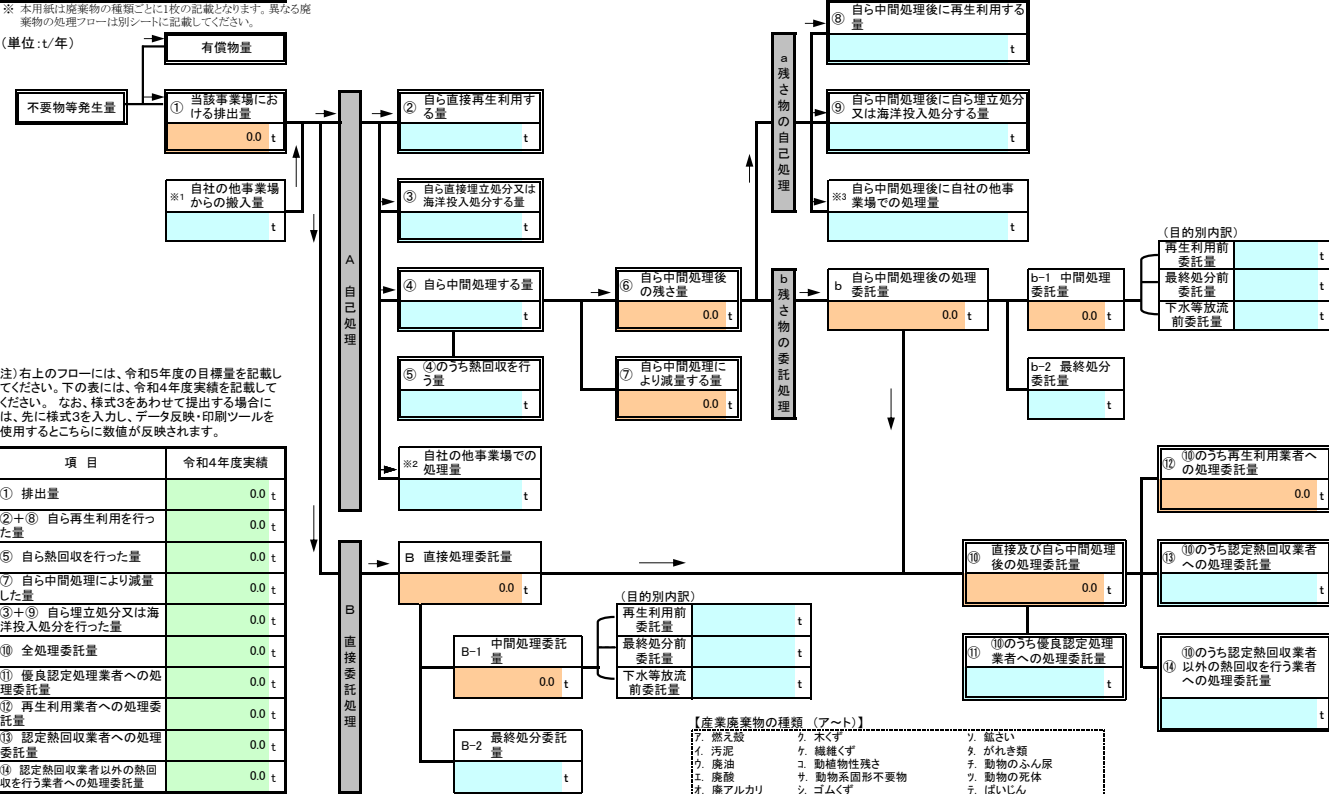 ※ 本用紙は廃棄物の種類ごとに1枚の記載となります。異なる廃
棄物の処理フローは別シートに記載してください。
(単位:t/年)
有償物量
不要物等発生量
① 当該事業場にお
ける排出量
0.0 t
※1 自社の他事業場
からの搬入量
t
A 自己処理
② 自ら直接再生利用す
る量
t
③ 自ら直接埋立処分又は
海洋投入処分する量
t
④ 自ら中間処理する量
t
⑤ ④のうち熱回収を行
う量
t
※2 自社の他事業場での
処理量
t
⑥ 自ら中間処理後
の残さ量
0.0 t
⑦ 自ら中間処理に
より減量する量
0.0 t
a 残さ物の自己処理
⑧ 自ら中間処理後に再生利用する
量
t
⑨ 自ら中間処理後に自ら埋立処分
又は海洋投入処分する量
t
※3 自ら中間処理後に自社の他事
業場での処理量
t
b 残さ物の委託処理
b 自ら中間処理後の処理
委託量
0.0 t
b-1 中間処理
委託量
0.0 t
b-2 最終処分
委託量
t
(目的別内訳)
再生利用前
委託量
t
最終処分前
委託量
t
下水等放流
前委託量
t
注)右上のフローには、令和5年度の目標量を記載し
てください。下の表には、令和4年度実績を記載して
ください。 なお、様式3をあわせて提出する場合に
は、先に様式3を入力し、データ反映・印刷ツールを
使用するとこちらに数値が反映されます。
項 目 令和4年度実績
① 排出量 0.0 t
②+⑧ 自ら再生利用を行っ
た量 0.0 t
⑤ 自ら熱回収を行った量 0.0 t
⑦ 自ら中間処理により減量
した量 0.0 t
③+⑨ 自ら埋立処分又は海
洋投入処分を行った量 0.0 t
⑩ 全処理委託量 0.0 t
⑪ 優良認定処理業者への処
理委託量 0.0 t
⑫ 再生利用業者への処理委
託量 0.0 t
⑬ 認定熱回収業者への処理
委託量 0.0 t
⑭ 認定熱回収業者以外の熱回
収を行う業者への処理委託量 0.0 t
B 直接委託処理
B 直接処理委託量
0.0 t
B-1 中間処理委託
量
0.0 t
B-2 最終処分委託
量
t
(目的別内訳)
再生利用前
委託量
t
最終処分前
委託量
t
下水等放流
前委託量
t
⑩ 直接及び自ら中間処理
後の処理委託量
0.0 t
⑪ ⑩のうち優良認定処理
業者への処理委託量
t
⑫ ⑩のうち再生利用業者へ
の処理委託量
0.0 t
⑬ ⑩のうち認定熱回収業者
への処理委託量
t
⑭ ⑩のうち認定熱回収業者
以外の熱回収を行う業者
への処理委託量
t
【産業廃棄物の種類 (ア~ト)】
ア. 燃え殻 ク. 木くず ソ. 鉱さい
イ. 汚泥 ケ. 繊維くず タ. がれき類
ウ. 廃油 コ. 動植物性残さ チ. 動物のふん尿
エ. 廃酸 サ. 動物系固形不要物 ツ. 動物の死体
オ. 廃アルカリ シ. ゴムくず テ. ばいじん